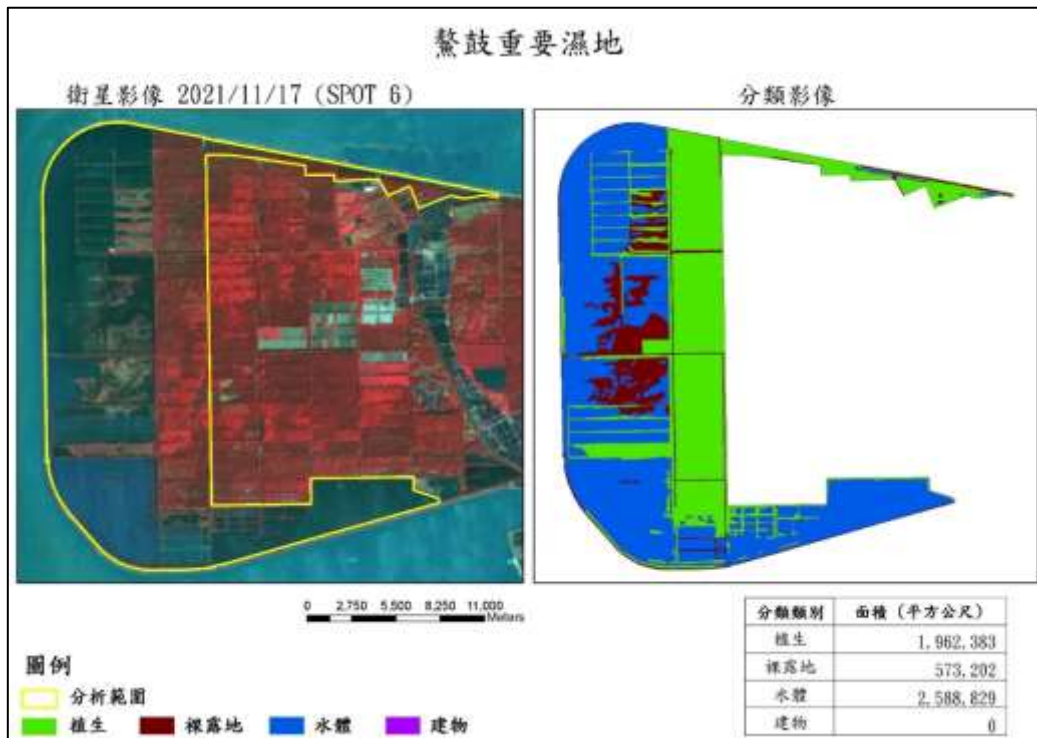 鰲鼓重要濕地
衛星影像 2021/11/17 (SPOT 6)
分類影像
0 2,750 5,500 8,250 11,000
Meters
分類類別 面積 (平方公尺)
植生 1,962,383
裸露地 573,202
水體 2,588,829
建物 0
圖例
分析範圍
植生 裸露地 水體 建物